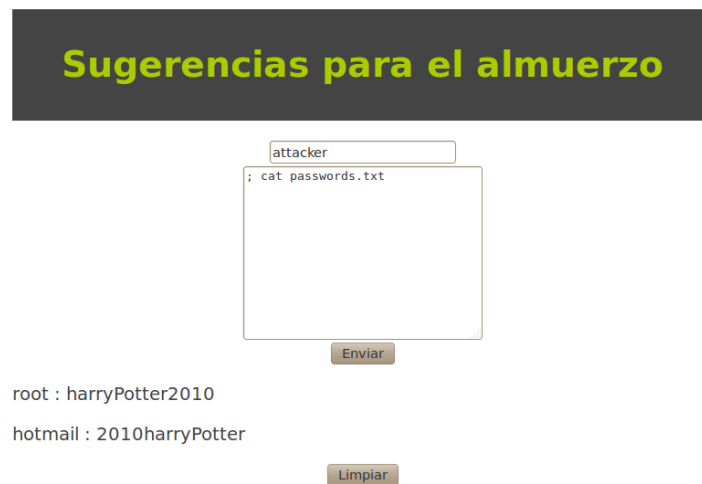 Sugerencias para el almuerzo
attacker
; cat passwords.txt
Enviar
root : harryPotter2010
hotmail : 2010harryPotter
Limpiar